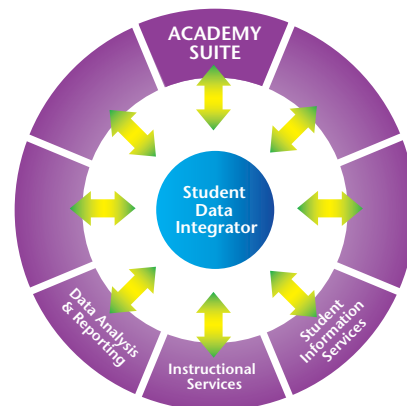 ACADEMY
SUITE
Student
Data
Integrator
Data Analysis
& Reporting
Instructional
Services
Student
Information
Services